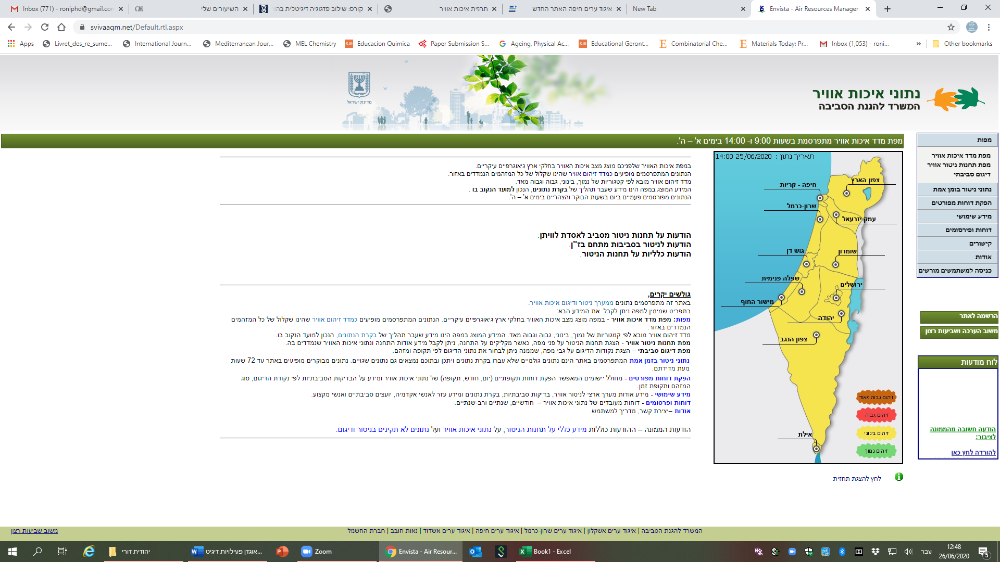 Inbox (771) - roniphd@gmail.con
השיעורים שלי
קורס: שילוב פדגוגיה דיגיטלית בהור
תחזית איכות אוויר
איגוד ערים חיפה האתר החדש
New Tab
Envista - Air Resources Manager
svivaaqm.net/Default.rtl.aspx
Apps
Livret_des_re_sume...
International Journ...
Mediterranean Jour...
MEL Chemistry
Educacion Quimica
Paper Submission S...
Ageing, Physical Ac...
Educational Geront...
Combinatorial Che...
Materials Today: Pr...
Inbox (1,053) - roni...
Other bookmarks
מדינת ישראל
נתוני איכות אוויר
המשרד להגנת הסביבה
מפת מדד איכות אוויר מתפרסמת בשעות 9:00 ו- 14:00 בימים א' – ה'.
מפות
מפת מדד איכות אוויר
מפת תחנות ניטור אוויר
דיגום סביבתי
נתוני ניטור בזמן אמת
הפקת דוחות מפורטים
מידע שימושי
דוחות ופירסומים
קישורים
אודות
כניסה למשתמשים מורשים
הרשמה לאתר
משוב הערכה ושביעות רצון
לוח מודעות
הודעה חשובה מהממונה לציבור:
להורדה לחץ כאן
תאריך נתון : 25/06/2020 14:00
צפון הארץ
חיפה - קריות
שרון-כרמל
עמק יזרעאל
גוש דן
שומרון
שפלה פנימית
ירושלים
מישור החוף
יהודה
צפון הנגב
אילת
זיהום גבוה מאוד
זיהום גבוה
זיהום בינוני
זיהום נמוך
לחץ להצגת תחזית
במפת איכות האוויר שלפניכם מוצג מצב איכות האוויר בחלקי ארץ גיאוגרפיים עיקריים.
הנתונים המתפרסמים מופיעים כמדד זיהום אוויר שהינו שקלול של כל המזהמים הנמדדים באזור.
מדד זיהום אוויר מובא לפי קטגוריות של נמוך, בינוני, גבוה וגבוה מאד.
המידע המוצג במפה הינו מידע שעבר תהליך של בקרת נתונים, הנכון למועד הנקוב בו .
הנתונים מפורסמים פעמיים ביום בשעות הבוקר והצהריים בימים א' – ה'.
הודעות על תחנות ניטור מסביב לאסדת לוויתן.
הודעות לניטור בסביבות מתחם בז"ן.
הודעות כלליות על תחנות הניטור.
גולשים יקרים,
באתר זה מתפרסמים נתונים ממערך ניטור ודיגום איכות אוויר.
בתפריט שמימין למפה ניתן לקבל את המידע הבא:
מפות: מפת מדד איכות אוויר - במפה מוצג מצב איכות האוויר בחלקי ארץ גיאוגרפיים עיקריים. הנתונים המתפרסמים מופיעים כמדד זיהום אוויר שהינו שקלול של כל המזהמים
הנמדדים באזור.
מדד זיהום אוויר מובא לפי קטגוריות של נמוך, בינוני, גבוה וגבוה מאד. המידע המוצג במפה הינו מידע שעבר תהליך של בקרת הנתונים, הנכון למועד הנקוב בו.
מפת תחנות ניטור אוויר - הצגת תחנות הניטור על פני מפה, כאשר מקליקים על התחנה, ניתן לקבל מידע אודות התחנה ונתוני איכות האוויר שנמדדים בה.
מפת דיגום סביבתי – הצגת נקודות הדיגום על גבי מפה, שממנה ניתן לבחור את נתוני הדיגום לפי תקופה ומזהם.
נתוני ניטור בזמן אמת המתפרסמים באתר הינם נתונים גולמיים שלא עברו בקרת נתונים ויתכן ובתוכם נמצאים גם נתונים שגויים. נתונים מבוקרים מופיעים באתר עד 72 שעות
מעת מדידתם.
הפקת דוחות מפורטים - מחולל יישומים המאפשר הפקת דוחות תקופתיים (יום, חודש, תקופה) של נתוני איכות אוויר ומידע על הבדיקות הסביבתיות לפי נקודת הדיגום, סוג
המזהם ותקופת זמן.
מידע שימושי - מידע אודות מערך ארצי לניטור אוויר, בדיקות סביבתיות, בקרת נתונים ומידע עזר לאנשי אקדמיה, יועצים סביבתיים ואנשי מקצוע.
דוחות ופרסומים - דוחות מעובדים של נתוני איכות אוויר – חודשיים, שנתיים ורב-שנתיים.
אודות –יצירת קשר, מדריך למשתמש.
הודעות הממונה – ההודעות כוללות מידע כללי על תחנות הניטור, על נתוני איכות אוויר ועל נתונים לא תקינים בניטור ודיגום.
המשרד להגנת הסביבה | איגוד ערים אשקלון | איגוד ערים שרון-כרמל | איגוד ערים חיפה | איגוד ערים אשדוד | נאות חובב | חברת החשמל
משוב שביעות רצון
יהודית דורי
אוגדן פעילויות דיגיט...
Zoom
Envista - Air Resour...
Book1 - Excel
עבר
12:48
26/06/2020
5